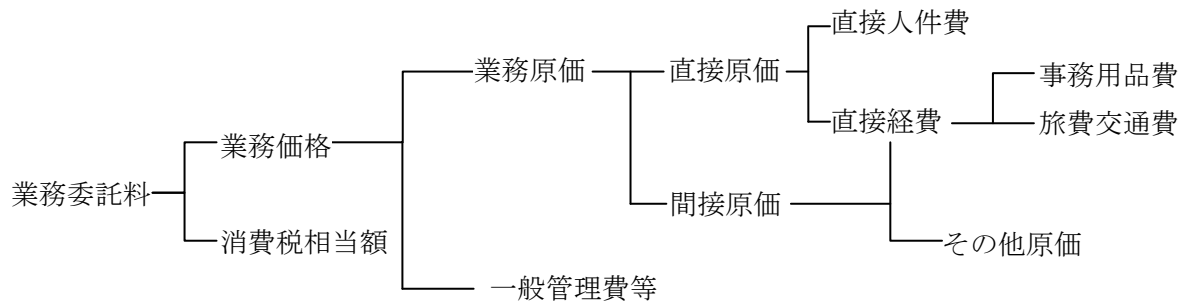 直接人件費
業務原価
直接原価
事務用品費
直接経費
旅費交通費
業務価格
業務委託料
間接原価
消費税相当額
その他原価
一般管理費等